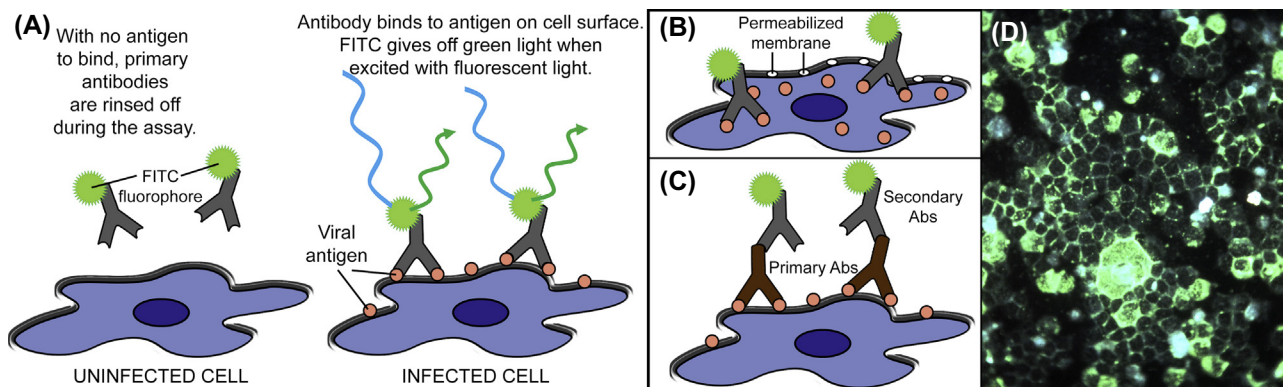 (A)
With no antigen
to bind, primary
antibodies
are rinsed off
during the assay.
FITC
fluorophore
UNINFECTED CELL
Antibody binds to antigen on cell surface.
FITC gives off green light when
excited with fluorescent light.
Viral
antigen
INFECTED CELL
(B)
Permeabilized
membrane
(C)
Secondary
Abs
Primary Abs
(D)